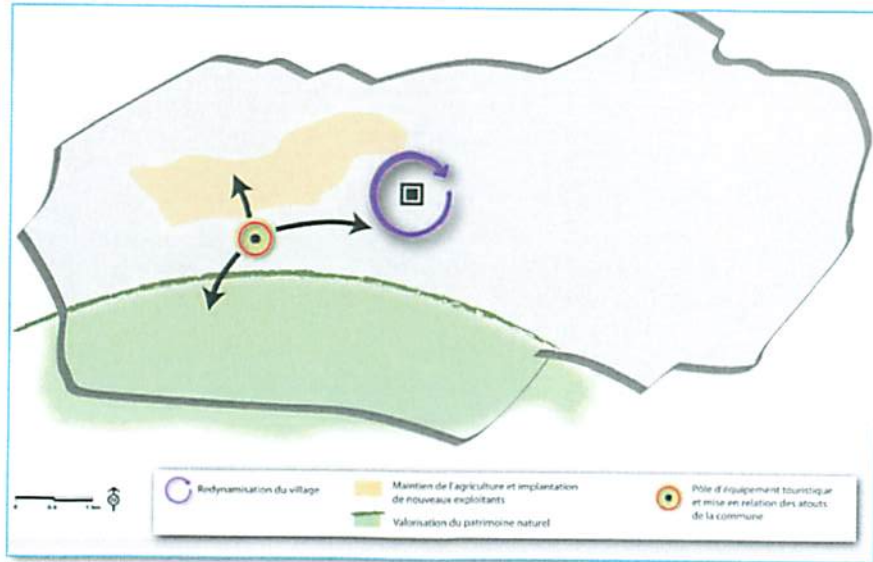 Redynamisation du village
Maintien de l'agriculture et implantation
de nouveaux exploitants
Valorisation du patrimoine naturel
Pôle d'équipement touristique
et mise en relation des atouts
de la commune